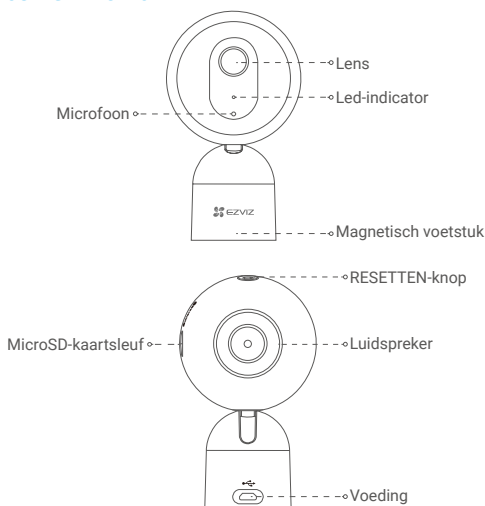 Lens
Led-indicator
Microfoon
EZVIZ
Magnetisch voetstuk
RESETTEN-knop
MicroSD-kaartsleuf
Luidspreker
Voeding